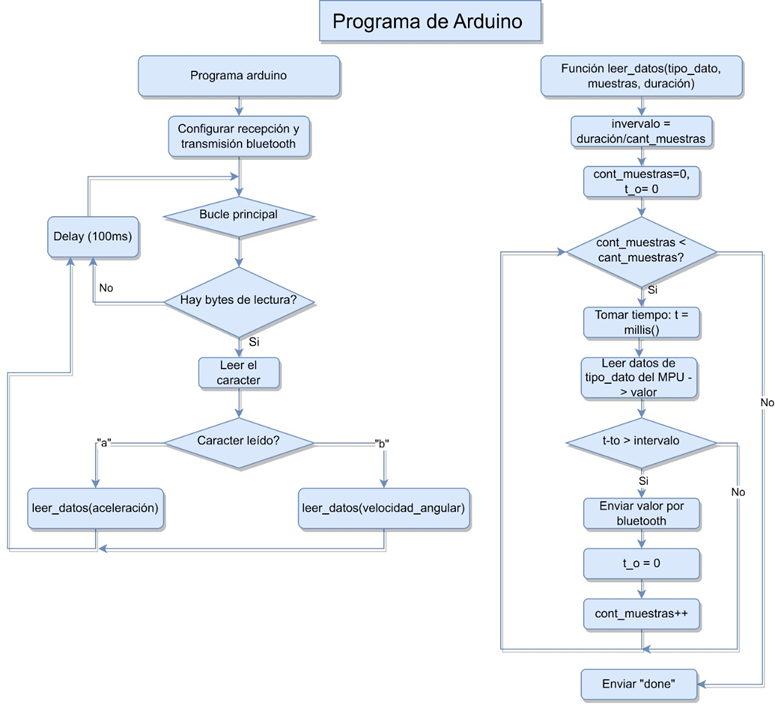 Programa de Arduino
Programa arduino
Configurar recepción y
transmisión bluetooth
Bucle principal
Delay (100ms)
Hay bytes de lectura?
No
Si
Leer el
caracter
Caracter leído?
"a"
"b"
leer_datos(aceleración)
leer_datos(velocidad_angular)
Función leer_datos(tipo_dato,
muestras, duración)
invervalo =
duración/cant_muestras
cont_muestras=0,
t_o= 0
cont_muestras <
cant_muestras?
Si
Tomar tiempo: t =
millis()
Leer datos de
tipo_dato del MPU -
> valor
No
t-to > intervalo
Si
No
Enviar valor por
bluetooth
t_o = 0
cont_muestras++
Enviar "done"